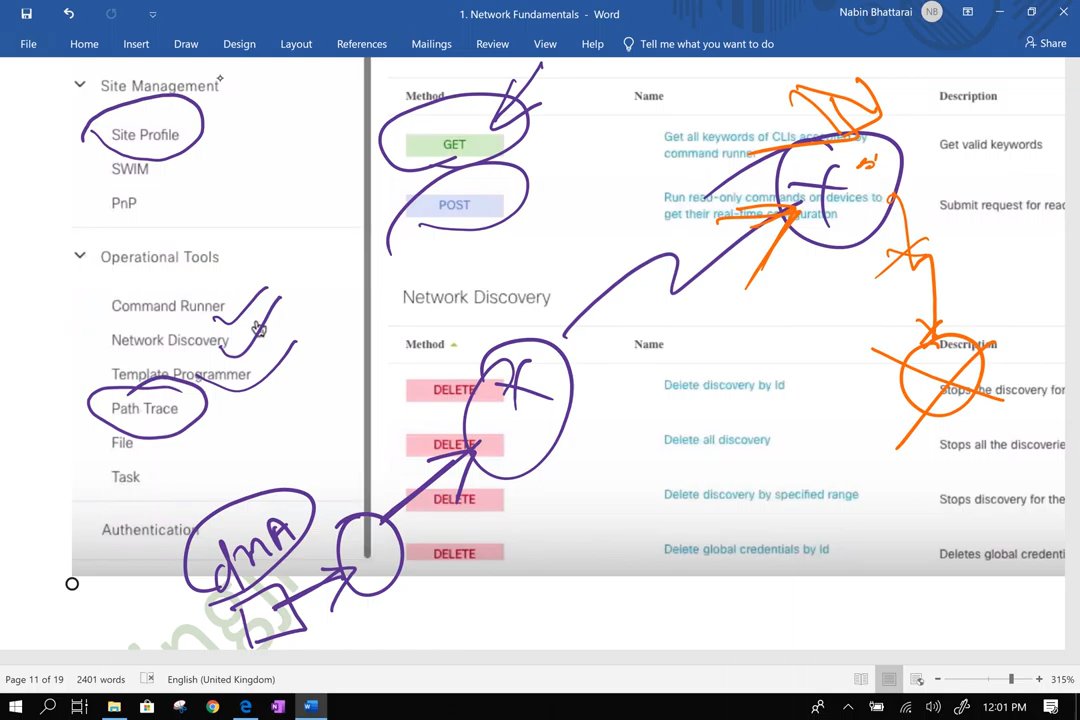 1. Network Fundamentals - Word
Nabin Bhattarai NB
File Home Insert Draw Design Layout References Mailings Review View Help Tell me what you want to do Share
Site Management
Site Profile
SWIM
PnP
Operational Tools
Command Runner
Network Discovery
Template Programmer
Path Trace
File
Task
Authentication
Method Name Description
GET Get all keywords of CLIs accepted by command runner Get valid keywords
POST Run read-only commands on devices to get their real-time configuration Submit request for read
Network Discovery
Method Name Description
DELETE Delete discovery by Id Stops the discovery for
DELETE Delete all discovery Stops all the discoverie
DELETE Delete discovery by specified range Stops discovery for the
DELETE Delete global credentials by Id Deletes global credenti
dnA
Page 11 of 19 2401 words English (United Kingdom) 315%
12:01 PM